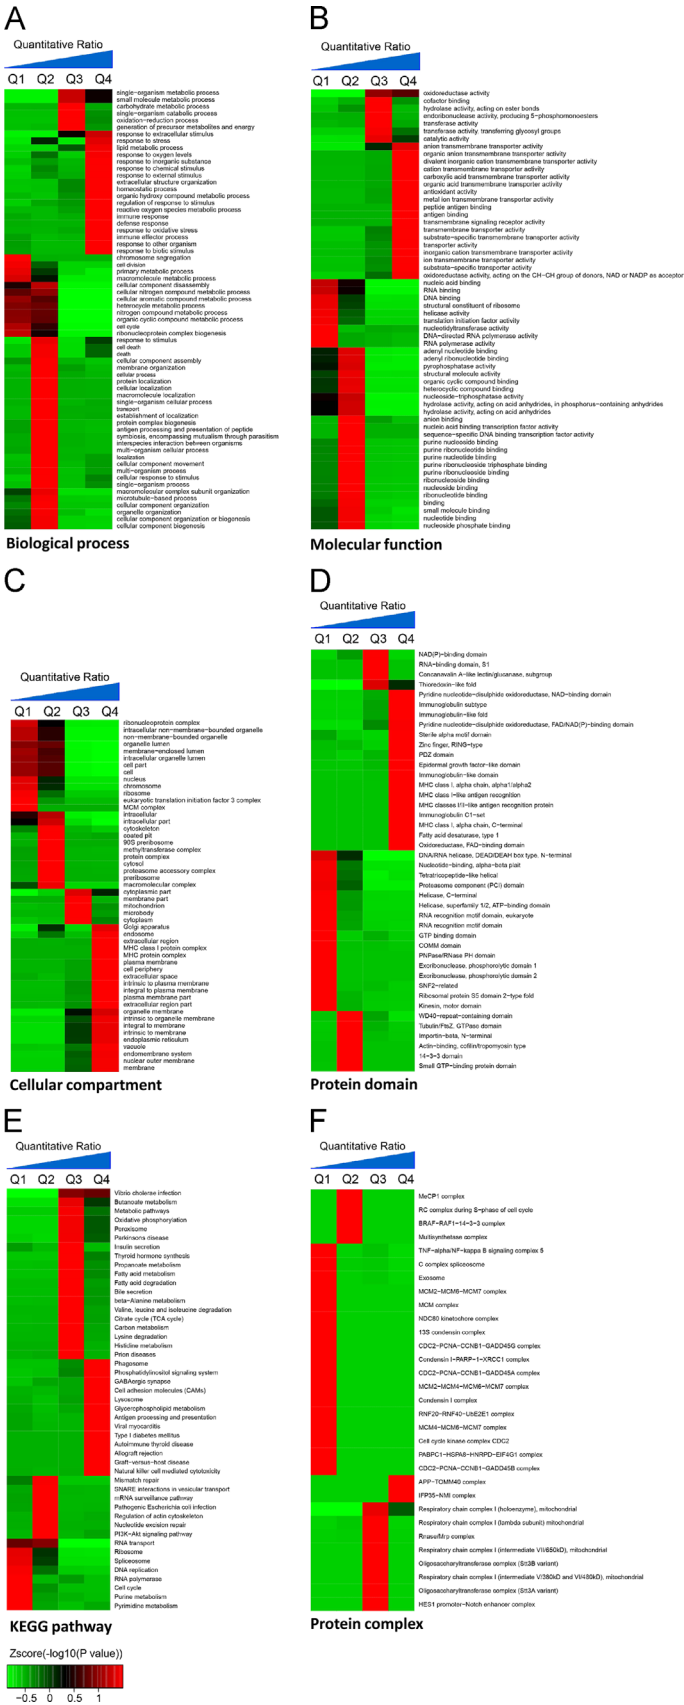 A
Quantitative Ratio
Q1 Q2 Q3 Q4
single-organism metabolic process
small molecule metabolic process
carbohydrate metabolic process
single-organism catabolic process
oxidation-reduction process
generation of precursor metabolites and energy
response to extracellular stimulus
response to stress
lipid metabolic process
response to oxygen levels
response to inorganic substance
response to chemical stimulus
response to external stimulus
extracellular structure organization
homeostatic process
organic hydroxy compound metabolic process
regulation of response to stimulus
reactive oxygen species metabolic process
immune response
defense response
response to oxidative stress
immune effector process
response to other organism
response to biotic stimulus
chromosome segregation
cell division
primary metabolic process
macromolecule metabolic process
cellular component disassembly
cellular nitrogen compound metabolic process
cellular aromatic compound metabolic process
heterocycle metabolic process
nitrogen compound metabolic process
organic cyclic compound metabolic process
cell cycle
ribonucleoprotein complex biogenesis
response to stimulus
cell death
death
cellular component assembly
membrane organization
cellular process
protein localization
cellular localization
macromolecule localization
single-organism cellular process
transport
establishment of localization
protein complex biogenesis
antigen processing and presentation of peptide
symbiosis, encompassing mutualism through parasitism
interspecies interaction between organisms
multi-organism cellular process
localization
cellular component movement
multi-organism process
cellular response to stimulus
single-organism process
macromolecular complex subunit organization
microtubule-based process
cellular component organization
organelle organization
cellular component organization or biogenesis
cellular component biogenesis
Biological process
B
Quantitative Ratio
Q1 Q2 Q3 Q4
oxidoreductase activity
cofactor binding
hydrolase activity, acting on ester bonds
endoribonuclease activity, producing 5-phosphomonoesters
transferase activity
transferase activity, transferring glycosyl groups
catalytic activity
anion transmembrane transporter activity
organic anion transmembrane transporter activity
divalent inorganic cation transmembrane transporter activity
cation transmembrane transporter activity
carboxylic acid transmembrane transporter activity
organic acid transmembrane transporter activity
antioxidant activity
metal ion transmembrane transporter activity
peptide antigen binding
antigen binding
transmembrane signaling receptor activity
transmembrane transporter activity
substrate-specific transmembrane transporter activity
transporter activity
inorganic cation transmembrane transporter activity
ion transmembrane transporter activity
substrate-specific transporter activity
oxidoreductase activity, acting on the CH-CH group of donors, NAD or NADP as acceptor
nucleic acid binding
RNA binding
DNA binding
structural constituent of ribosome
helicase activity
translation initiation factor activity
nucleotidyltransferase activity
DNA-directed RNA polymerase activity
RNA polymerase activity
adenyl nucleotide binding
adenyl ribonucleotide binding
pyrophosphatase activity
structural molecule activity
organic cyclic compound binding
heterocyclic compound binding
nucleoside-triphosphatase activity
hydrolase activity, acting on acid anhydrides, in phosphorus-containing anhydrides
hydrolase activity, acting on acid anhydrides
anion binding
nucleic acid binding transcription factor activity
sequence-specific DNA binding transcription factor activity
purine nucleoside binding
purine ribonucleotide binding
purine nucleotide binding
purine ribonucleoside triphosphate binding
purine ribonucleoside binding
ribonucleoside binding
nucleoside binding
ribonucleotide binding
binding
small molecule binding
nucleotide binding
nucleoside phosphate binding
Molecular function
C
Quantitative Ratio
Q1 Q2 Q3 Q4
ribonucleoprotein complex
intracellular non-membrane-bounded organelle
non-membrane-bounded organelle
organelle lumen
membrane-enclosed lumen
intracellular organelle lumen
cell part
cell
nucleus
chromosome
ribosome
eukaryotic translation initiation factor 3 complex
MCM complex
intracellular
intracellular part
cytoskeleton
coated pit
90S preribosome
methyltransferase complex
protein complex
cytosol
proteasome accessory complex
preribosome
macromolecular complex
cytoplasmic part
membrane part
mitochondrion
microbody
cytoplasm
Golgi apparatus
endosome
extracellular region
MHC class I protein complex
MHC protein complex
plasma membrane
cell periphery
extracellular space
intrinsic to plasma membrane
integral to plasma membrane
plasma membrane part
extracellular region part
organelle membrane
intrinsic to organelle membrane
integral to membrane
intrinsic to membrane
endoplasmic reticulum
vacuole
endomembrane system
nuclear outer membrane
membrane
Cellular compartment
D
Quantitative Ratio
Q1 Q2 Q3 Q4
NAD(P)-binding domain
RNA-binding domain, S1
Concanavalin A-like lectin/glucanase, subgroup
Thioredoxin-like fold
Pyridine nucleotide-disulphide oxidoreductase, NAD-binding domain
Immunoglobulin subtype
Immunoglobulin-like fold
Pyridine nucleotide-disulphide oxidoreductase, FAD/NAD(P)-binding domain
Sterile alpha motif domain
Zinc finger, RING-type
PDZ domain
Epidermal growth factor-like domain
Immunoglobulin-like domain
MHC class I, alpha chain, alpha1/alpha2
MHC class I-like antigen recognition
MHC classes I/II-like antigen recognition protein
Immunoglobulin C1-set
MHC class I, alpha chain, C-terminal
Fatty acid desaturase, type 1
Oxidoreductase, FAD-binding domain
DNA/RNA helicase, DEAD/DEAH box type, N-terminal
Nucleotide-binding, alpha-beta plait
Tetratricopeptide-like helical
Proteasome component (PCI) domain
Helicase, C-terminal
Helicase, superfamily 1/2, ATP-binding domain
RNA recognition motif domain, eukaryote
RNA recognition motif domain
GTP binding domain
COMM domain
PNPase/RNase PH domain
Exoribonuclease, phosphorolytic domain 1
Exoribonuclease, phosphorolytic domain 2
SNF2-related
Ribosomal protein S5 domain 2-type fold
Kinesin, motor domain
WD40-repeat-containing domain
Tubulin/FtsZ, GTPase domain
Importin-beta, N-terminal
Actin-binding, cofilin/tropomyosin type
14-3-3 domain
Small GTP-binding protein domain
Protein domain
E
Quantitative Ratio
Q1 Q2 Q3 Q4
Vibrio cholerae infection
Butanoate metabolism
Metabolic pathways
Oxidative phosphorylation
Peroxisome
Parkinsons disease
Insulin secretion
Thyroid hormone synthesis
Propanoate metabolism
Fatty acid metabolism
Fatty acid degradation
Bile secretion
beta-Alanine metabolism
Valine, leucine and isoleucine degradation
Citrate cycle (TCA cycle)
Carbon metabolism
Lysine degradation
Histidine metabolism
Prion diseases
Phagosome
Phosphatidylinositol signaling system
GABAergic synapse
Cell adhesion molecules (CAMs)
Lysosome
Glycerophospholipid metabolism
Antigen processing and presentation
Viral myocarditis
Type I diabetes mellitus
Autoimmune thyroid disease
Allograft rejection
Graft-versus-host disease
Natural killer cell mediated cytotoxicity
Mismatch repair
SNARE interactions in vesicular transport
mRNA surveillance pathway
Pathogenic Escherichia coli infection
Regulation of actin cytoskeleton
Nucleotide excision repair
PI3K-Akt signaling pathway
RNA transport
Ribosome
Spliceosome
DNA replication
RNA polymerase
Cell cycle
Purine metabolism
Pyrimidine metabolism
KEGG pathway
F
Quantitative Ratio
Q1 Q2 Q3 Q4
MeCP1 complex
RC complex during S-phase of cell cycle
BRAF-RAF1-14-3-3 complex
Multisynthetase complex
TNF-alpha/NF-kappa B signaling complex 5
C complex spliceosome
Exosome
MCM2-MCM6-MCM7 complex
MCM complex
NDC80 kinetochore complex
13S condensin complex
CDC2-PCNA-CCNB1-GADD45G complex
Condensin I-PARP-1-XRCC1 complex
CDC2-PCNA-CCNB1-GADD45A complex
MCM2-MCM4-MCM6-MCM7 complex
Condensin I complex
RNF20-RNF40-UbE2E1 complex
MCM4-MCM6-MCM7 complex
Cell cycle kinase complex CDC2
PABPC1-HSPA8-HNRPD-EIF4G1 complex
CDC2-PCNA-CCNB1-GADD45B complex
APP-TOMM40 complex
IFP35-NMI complex
Respiratory chain complex I (holoenzyme), mitochondrial
Respiratory chain complex I (lambda subunit) mitochondrial
Rnase/Mrp complex
Respiratory chain complex I (intermediate VII/650kD), mitochondrial
Oligosaccharyltransferase complex (Stt3B variant)
Respiratory chain complex I (intermediate V/380kD and VI/480kD), mitochondrial
Oligosaccharyltransferase complex (Stt3A variant)
HES1 promoter-Notch enhancer complex
Protein complex
Zscore(-log10(P value))
-0.5 0 0.5 1